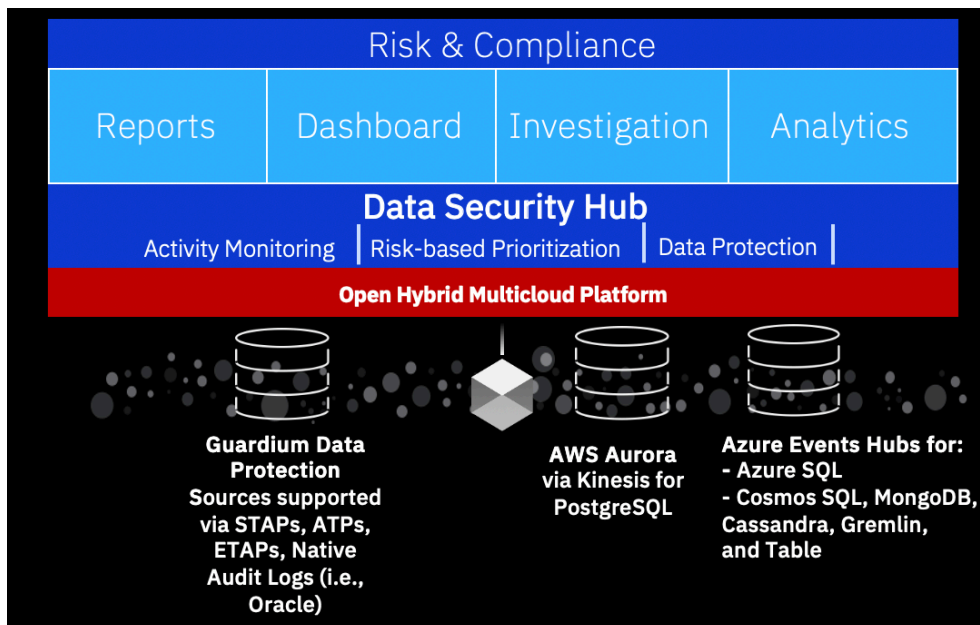 Risk & Compliance
Reports
Dashboard
Investigation
Analytics
Data Security Hub
Activity Monitoring
Risk-based Prioritization
Data Protection
Open Hybrid Multicloud Platform
Guardium Data
Protection
Sources supported
via STAPs, ATPs,
ETAPs, Native
Audit Logs (i.e.,
Oracle)
AWS Aurora
via Kinesis for
PostgreSQL
Azure Events Hubs for:
- Azure SQL
- Cosmos SQL, MongoDB,
Cassandra, Gremlin,
and Table